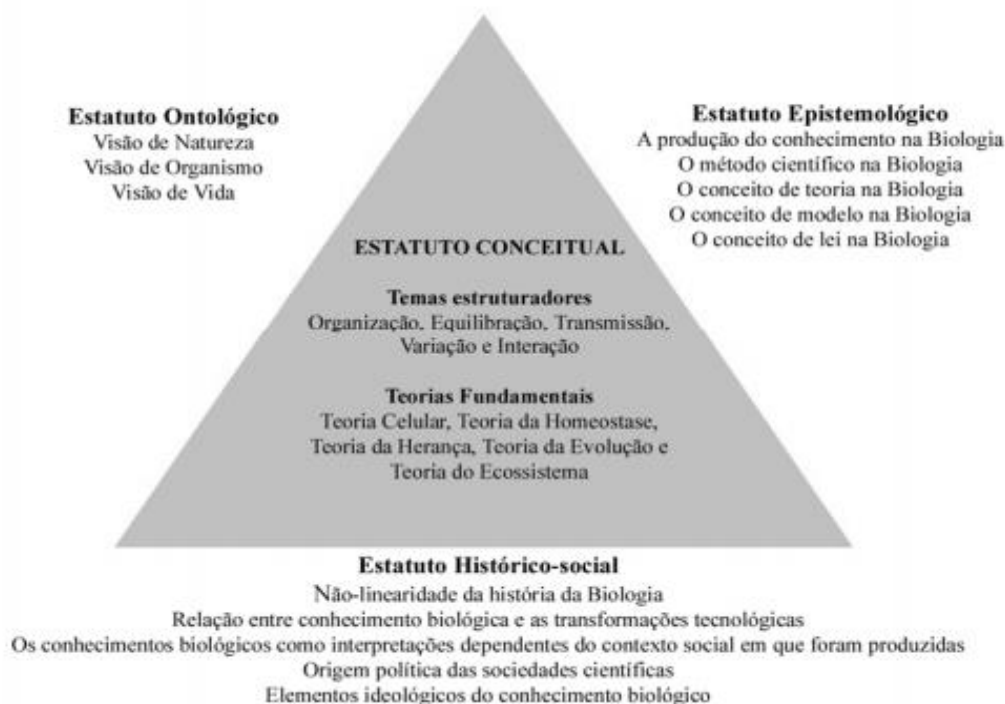 Estatuto Ontológico
Visão de Natureza
Visão de Organismo
Visão de Vida
Estatuto Epistemológico
A produção do conhecimento na Biologia
O método científico na Biologia
O conceito de teoria na Biologia
O conceito de modelo na Biologia
O conceito de lei na Biologia
ESTATUTO CONCEITUAL
Temas estruturadores
Organização, Equilibração, Transmissão,
Variação e Interação
Teorias Fundamentais
Teoria Celular, Teoria da Homeostase,
Teoria da Herança, Teoria da Evolução e
Teoria do Ecossistema
Estatuto Histórico-social
Não-linearidade da história da Biologia
Relação entre conhecimento biológica e as transformações tecnológicas
Os conhecimentos biológicos como interpretações dependentes do contexto social em que foram produzidas
Origem política das sociedades científicas
Elementos ideológicos do conhecimento biológico